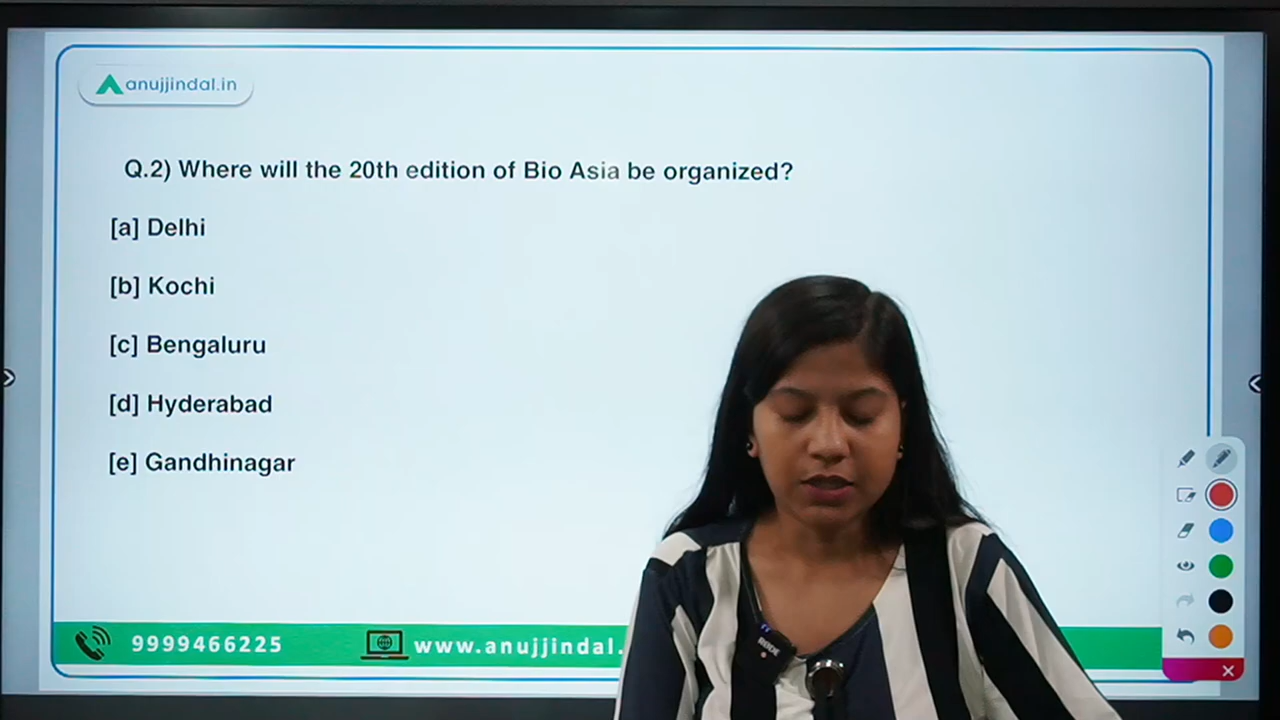 anujjindal.in
Q.2) Where will the 20th edition of Bio Asia be organized?
[a] Delhi
[b] Kochi
[c] Bengaluru
[d] Hyderabad
[e] Gandhinagar
9999466225
www.anujjindal.
RODE